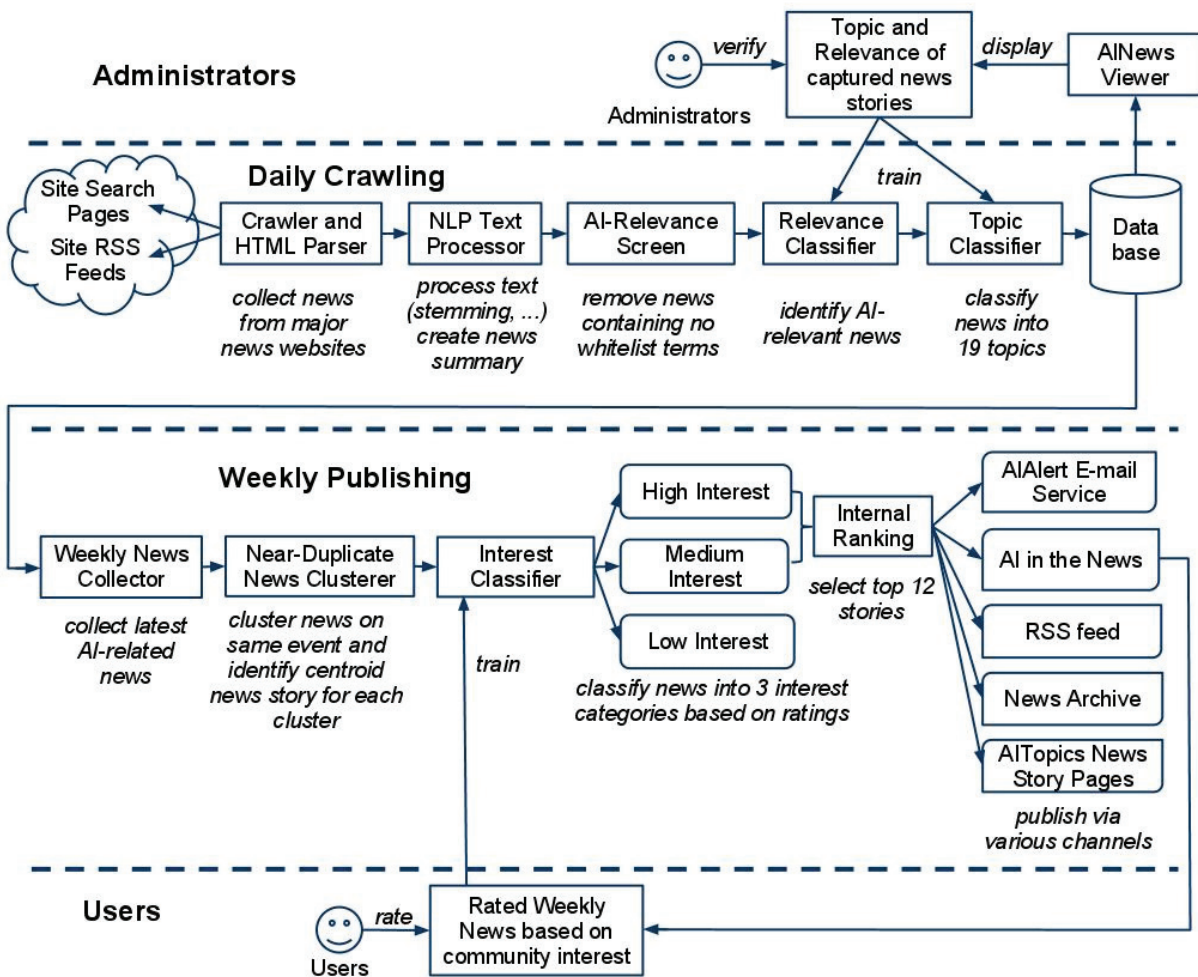 Administrators
verify
Administrators
Topic and
Relevance of
captured news
stories
display
AINews
Viewer
Daily Crawling
train
Site Search
Pages
Site RSS
Feeds
Crawler and
HTML Parser
NLP Text
Processor
AI-Relevance
Screen
Relevance
Classifier
Topic
Classifier
Data
base
collect news
from major
news websites
process text
(stemming, ...)
create news
summary
remove news
containing no
whitelist terms
identify AI-
relevant news
classify
news into
19 topics
Weekly Publishing
Weekly News
Collector
Near-Duplicate
News Clusterer
Interest
Classifier
High Interest
Medium
Interest
Low Interest
Internal
Ranking
AIAlert E-mail
Service
AI in the News
RSS feed
News Archive
AITopics News
Story Pages
collect latest
AI-related
news
cluster news on
same event and
identify centroid
news story for each
cluster
train
classify news into 3 interest
categories based on ratings
select top 12
stories
publish via
various channels
Users
rate
Users
Rated Weekly
News based on
community interest